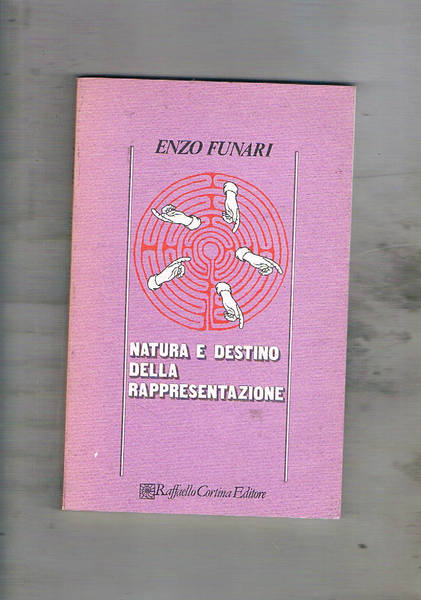 ENZO FUNARI
NATURA E DESTINO
DELLA
RAPPRESENTAZIONE
Raffaello Cortina Editore